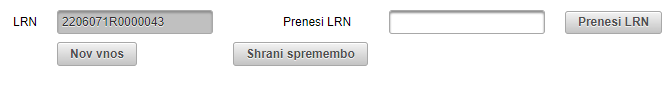 LRN 2206071R0000043 Prenesi LRN Prenesi LRN
Nov vnos Shrani spremembo